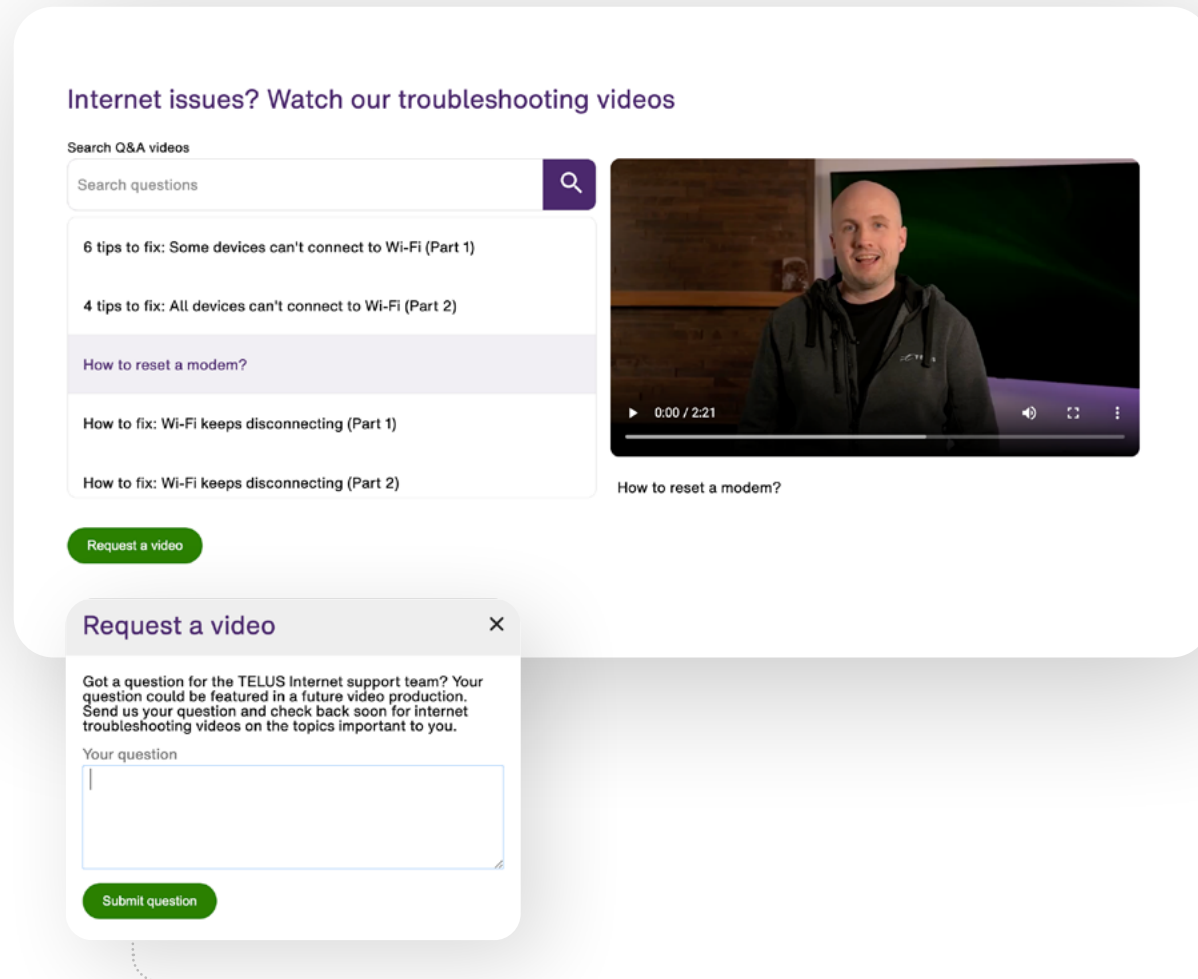 Internet issues? Watch our troubleshooting videos
Search Q&A videos
Search questions
6 tips to fix: Some devices can't connect to Wi-Fi (Part 1)
4 tips to fix: All devices can't connect to Wi-Fi (Part 2)
How to reset a modem?
How to fix: Wi-Fi keeps disconnecting (Part 1)
How to fix: Wi-Fi keeps disconnecting (Part 2)
Request a video
TELUS
0:00 / 2:21
How to reset a modem?
Request a video
Got a question for the TELUS Internet support team? Your
question could be featured in a future video production.
Send us your question and check back soon for internet
troubleshooting videos on the topics important to you.
Your question
Submit question